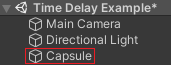 Time Delay Example*
Main Camera
Directional Light
Capsule